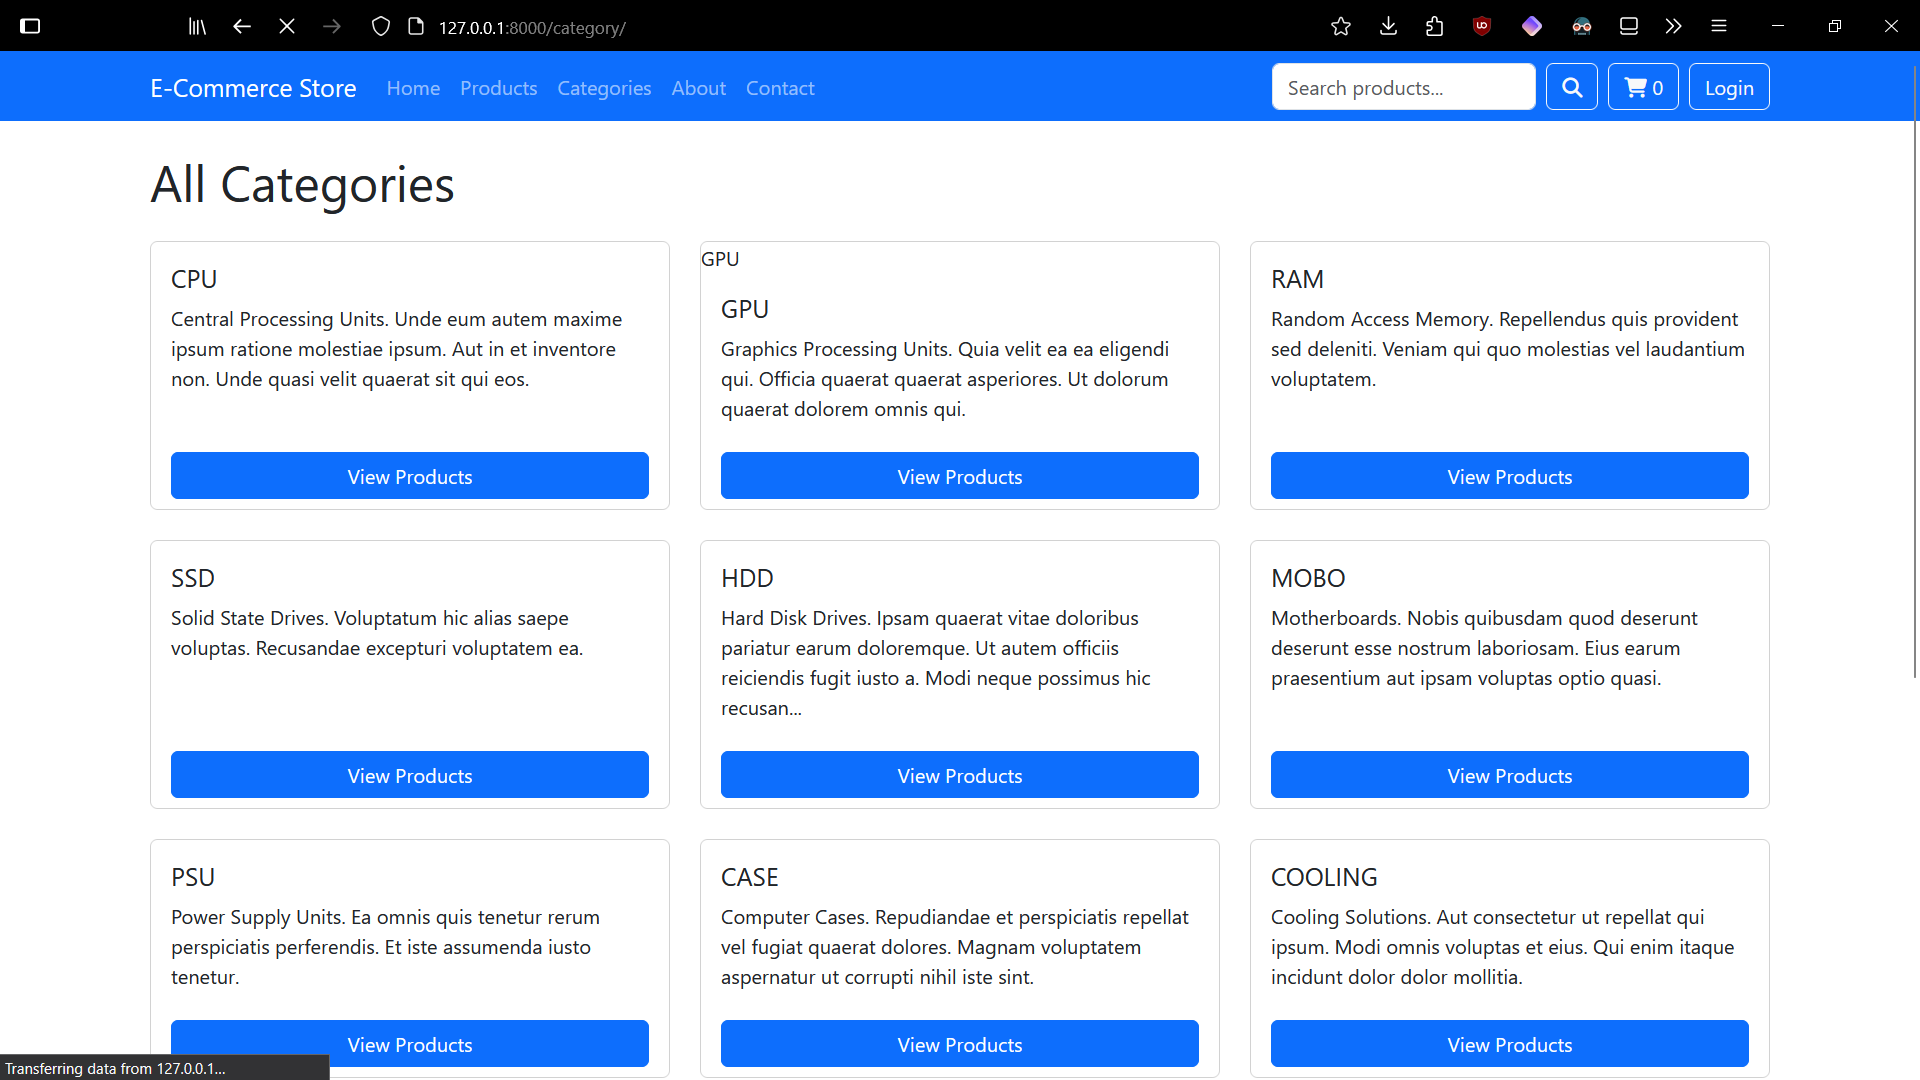 127.0.0.1:8000/category/
E-Commerce Store Home Products Categories About Contact Search products... 0 Login
All Categories
GPU
CPU
Central Processing Units. Unde eum autem maxime
ipsum ratione molestiae ipsum. Aut in et inventore
non. Unde quasi velit quaerat sit qui eos.
View Products
GPU
Graphics Processing Units. Quia velit ea ea eligendi
qui. Officia quaerat quaerat asperiores. Ut dolorum
quaerat dolorem omnis qui.
View Products
RAM
Random Access Memory. Repellendus quis provident
sed deleniti. Veniam qui quo molestias vel laudantium
voluptatem.
View Products
SSD
Solid State Drives. Voluptatum hic alias saepe
voluptas. Recusandae excepturi voluptatem ea.
View Products
HDD
Hard Disk Drives. Ipsam quaerat vitae doloribus
pariatur earum doloremque. Ut autem officiis
reiciendis fugit iusto a. Modi neque possimus hic
recusan...
View Products
MOBO
Motherboards. Nobis quibusdam quod deserunt
deserunt esse nostrum laboriosam. Eius earum
praesentium aut ipsam voluptas optio quasi.
View Products
PSU
Power Supply Units. Ea omnis quis tenetur rerum
perspiciatis perferendis. Et iste assumenda iusto
tenetur.
View Products
CASE
Computer Cases. Repudiandae et perspiciatis repellat
vel fugiat quaerat dolores. Magnam voluptatem
aspernatur ut corrupti nihil iste sint.
View Products
COOLING
Cooling Solutions. Aut consectetur ut repellat qui
ipsum. Modi omnis voluptas et eius. Qui enim itaque
incidunt dolor dolor mollitia.
View Products
Transferring data from 127.0.0.1...